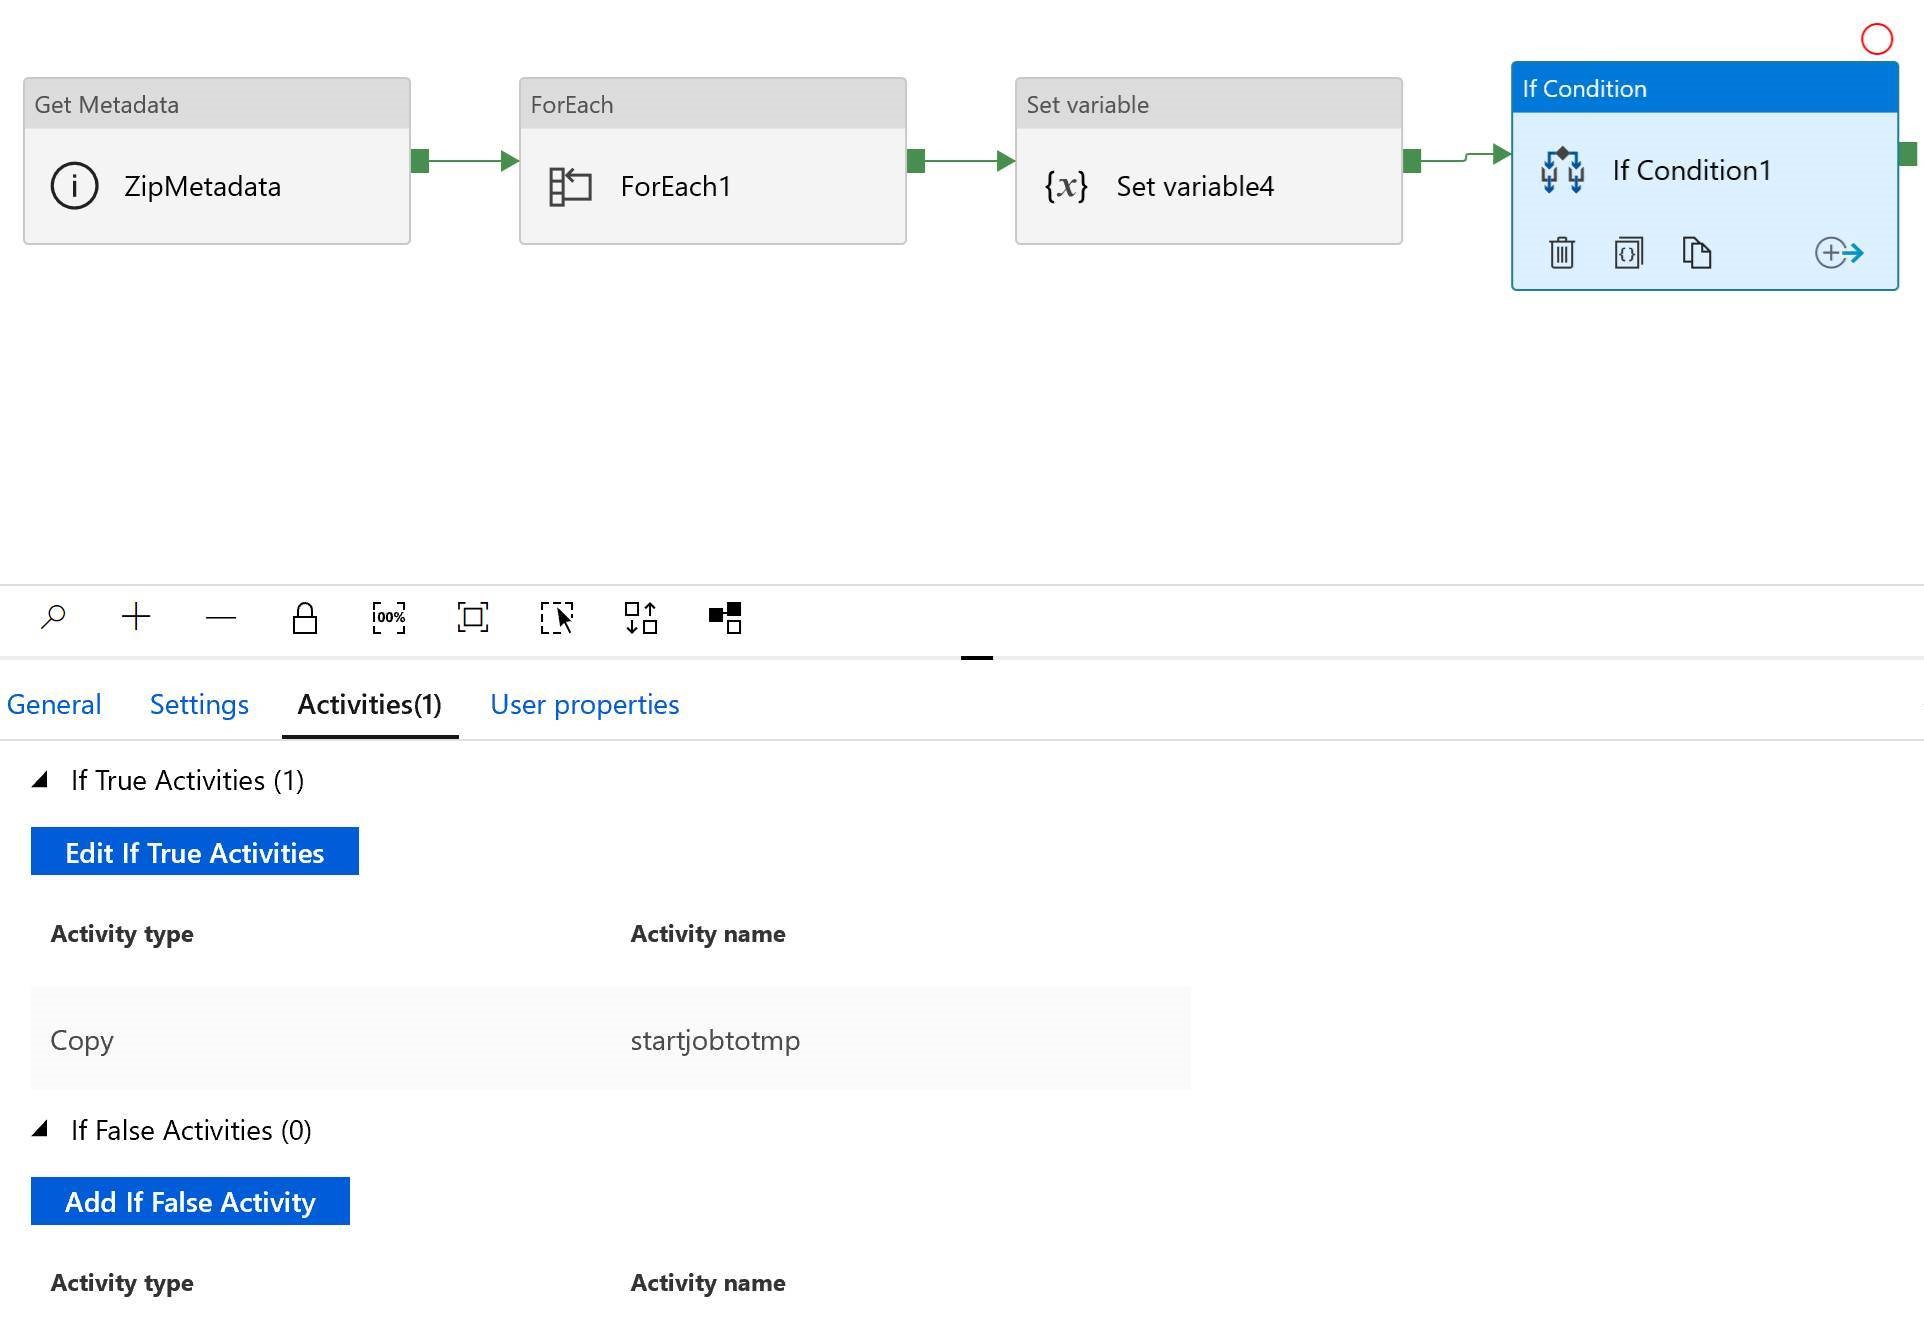 Get Metadata
ZipMetadata
ForEach
ForEach1
Set variable
{x} Set variable4
If Condition
If Condition1
100%
General Settings Activities(1) User properties
If True Activities (1)
Edit If True Activities
Activity type Activity name
Copy startjobtotmp
If False Activities (0)
Add If False Activity
Activity type Activity name